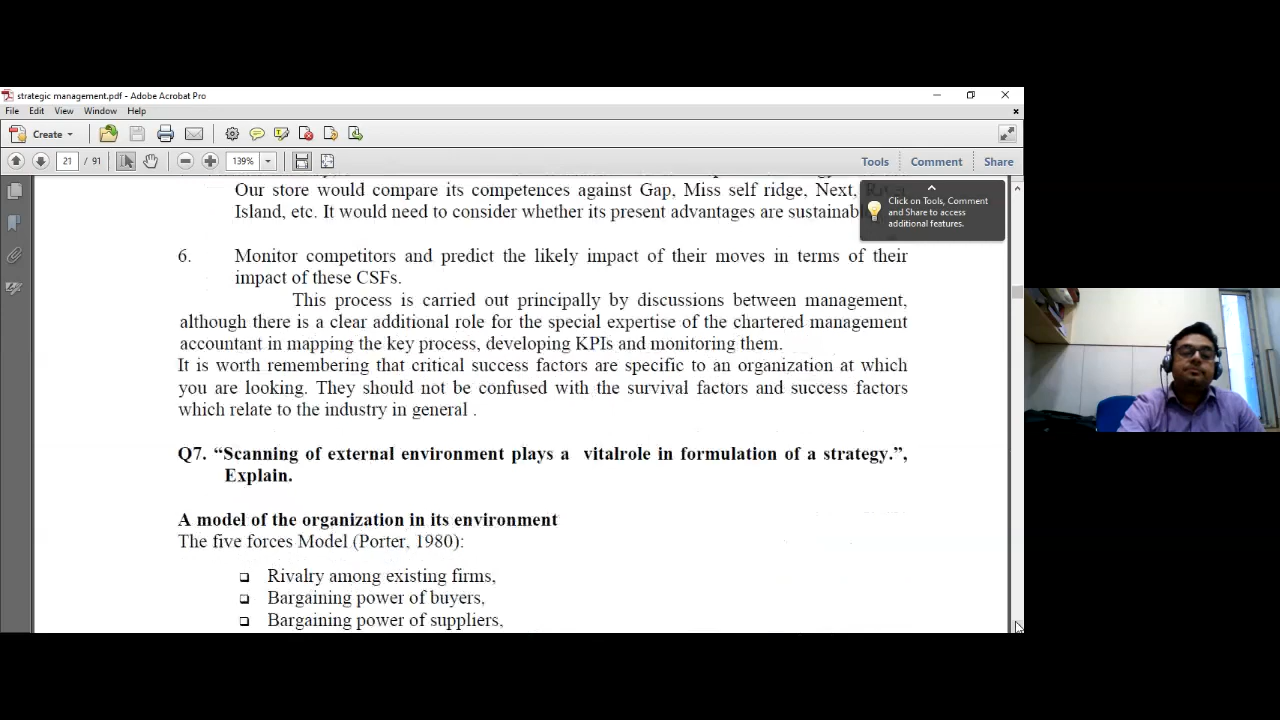 strategic management.pdf - Adobe Acrobat Pro
File Edit View Window Help
Create
21 / 91 139% Tools Comment Share
Our store would compare its competences against Gap, Miss self ridge, Next, River
Island, etc. It would need to consider whether its present advantages are sustainab
Click on Tools, Comment
and Share to access
additional features.
6. Monitor competitors and predict the likely impact of their moves in terms of their
impact of these CSFs.
This process is carried out principally by discussions between management,
although there is a clear additional role for the special expertise of the chartered management
accountant in mapping the key process, developing KPIs and monitoring them.
It is worth remembering that critical success factors are specific to an organization at which
you are looking. They should not be confused with the survival factors and success factors
which relate to the industry in general .
Q7. “Scanning of external environment plays a vitalrole in formulation of a strategy.”,
Explain.
A model of the organization in its environment
The five forces Model (Porter, 1980):
❑ Rivalry among existing firms,
❑ Bargaining power of buyers,
❑ Bargaining power of suppliers,